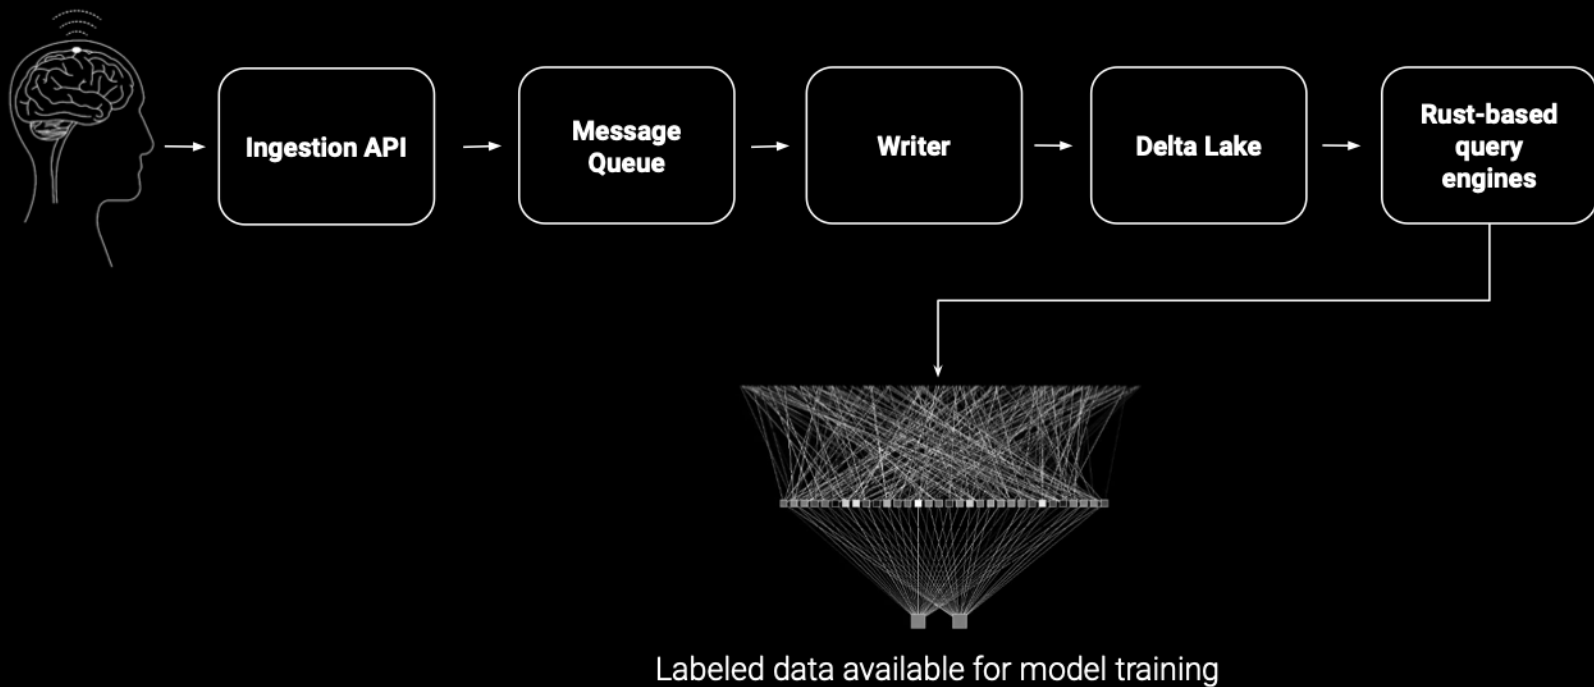 Ingestion API
Message
Queue
Writer
Delta Lake
Rust-based
query
engines
Labeled data available for model training